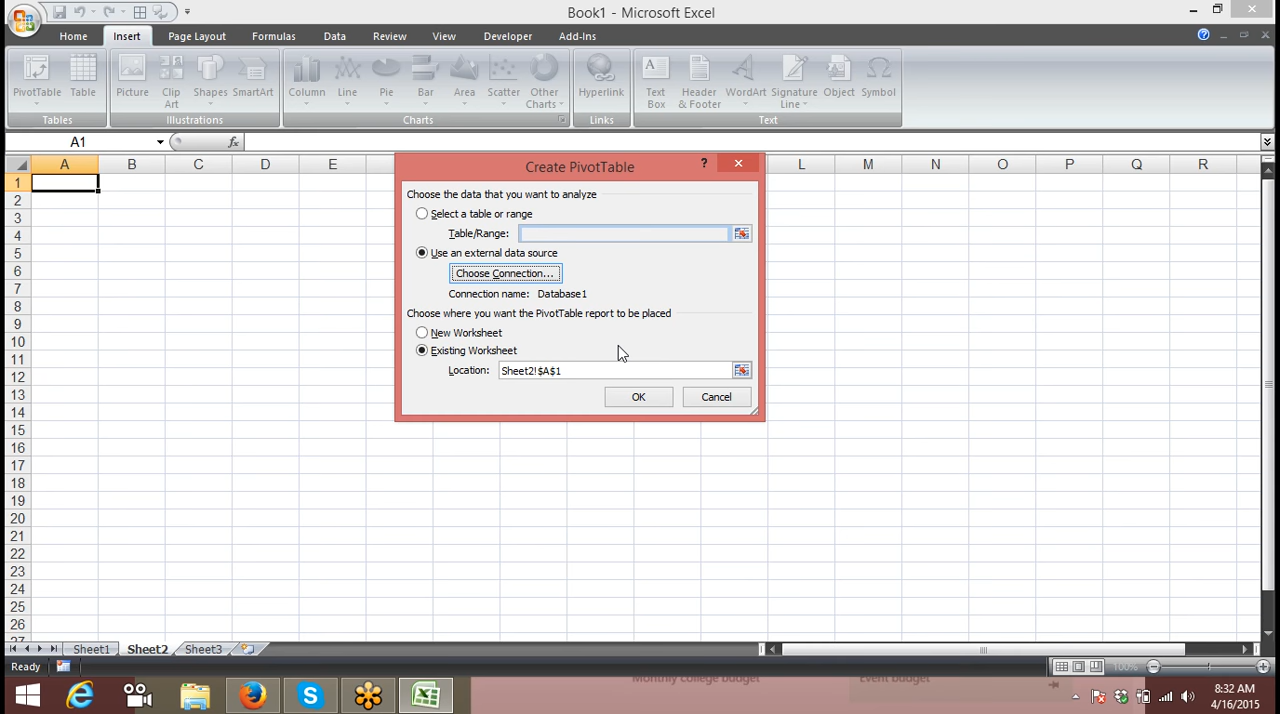 Book1 - Microsoft Excel
Home Insert Page Layout Formulas Data Review View Developer Add-Ins
PivotTable Table Picture Clip Art Shapes SmartArt Column Line Pie Bar Area Scatter Other Charts Hyperlink Text Box Header & Footer WordArt Signature Line Object Symbol
Tables Illustrations Charts Links Text
A1 fx
A B C D E L M N O P Q R
1
2
3
4
5
6
7
8
9
10
11
12
13
14
15
16
17
18
19
20
21
22
23
24
25
26
27
Create PivotTable ?
Choose the data that you want to analyze
Select a table or range
Table/Range:
Use an external data source
Choose Connection...
Connection name: Database1
Choose where you want the PivotTable report to be placed
New Worksheet
Existing Worksheet
Location: Sheet2!$A$1
OK Cancel
Sheet1 Sheet2 Sheet3
Ready 100%
Monthly college budget Event budget
8:32 AM
4/16/2015